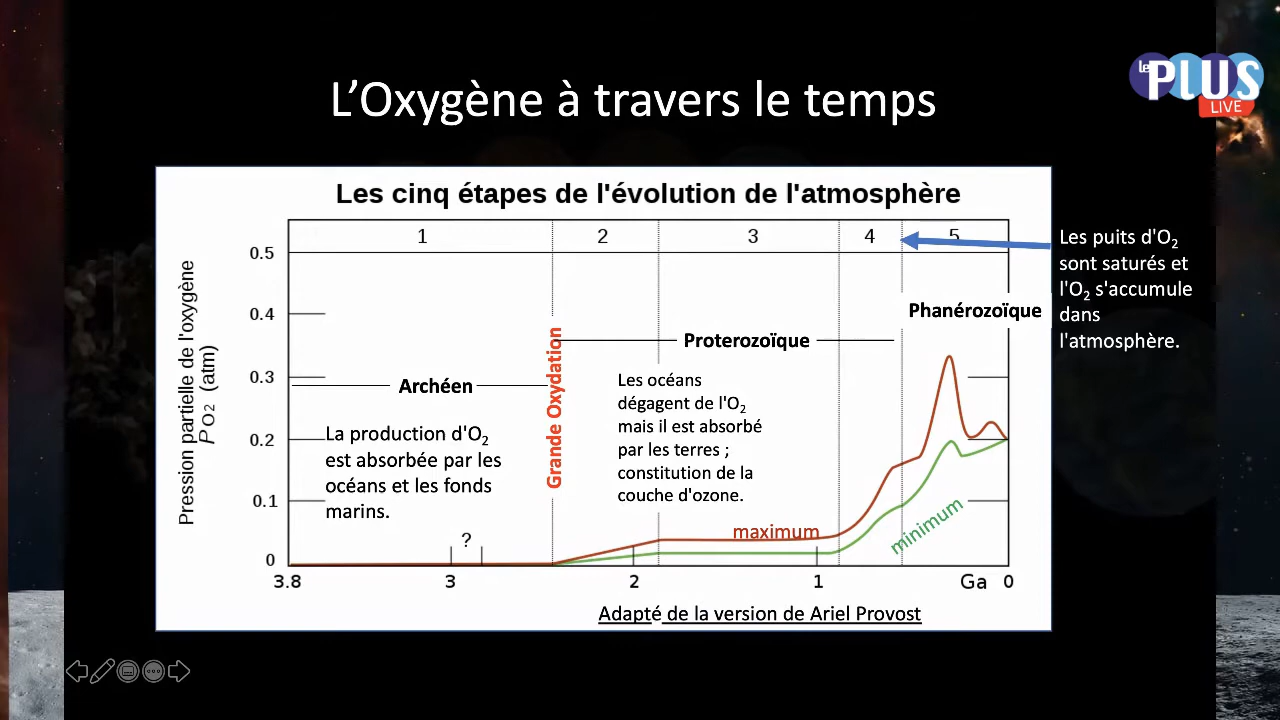 L'Oxygène à travers le temps
le PLUS
LIVE
Les cinq étapes de l'évolution de l'atmosphère
1 2 3 4 5
0.5
0.4
0.3
0.2
0.1
0
Pression partielle de l'oxygène
PO2 (atm)
Les puits d'O2
sont saturés et
l'O2 s'accumule
dans
l'atmosphère.
Phanérozoïque
Proterozoïque
Archéen
Grande Oxydation
La production d'O2
est absorbée par les
océans et les fonds
marins.
Les océans
dégagent de l'O2
mais il est absorbé
par les terres ;
constitution de la
couche d'ozone.
?
maximum
minimum
3.8 3 2 1 Ga 0
Adapté de la version de Ariel Provost